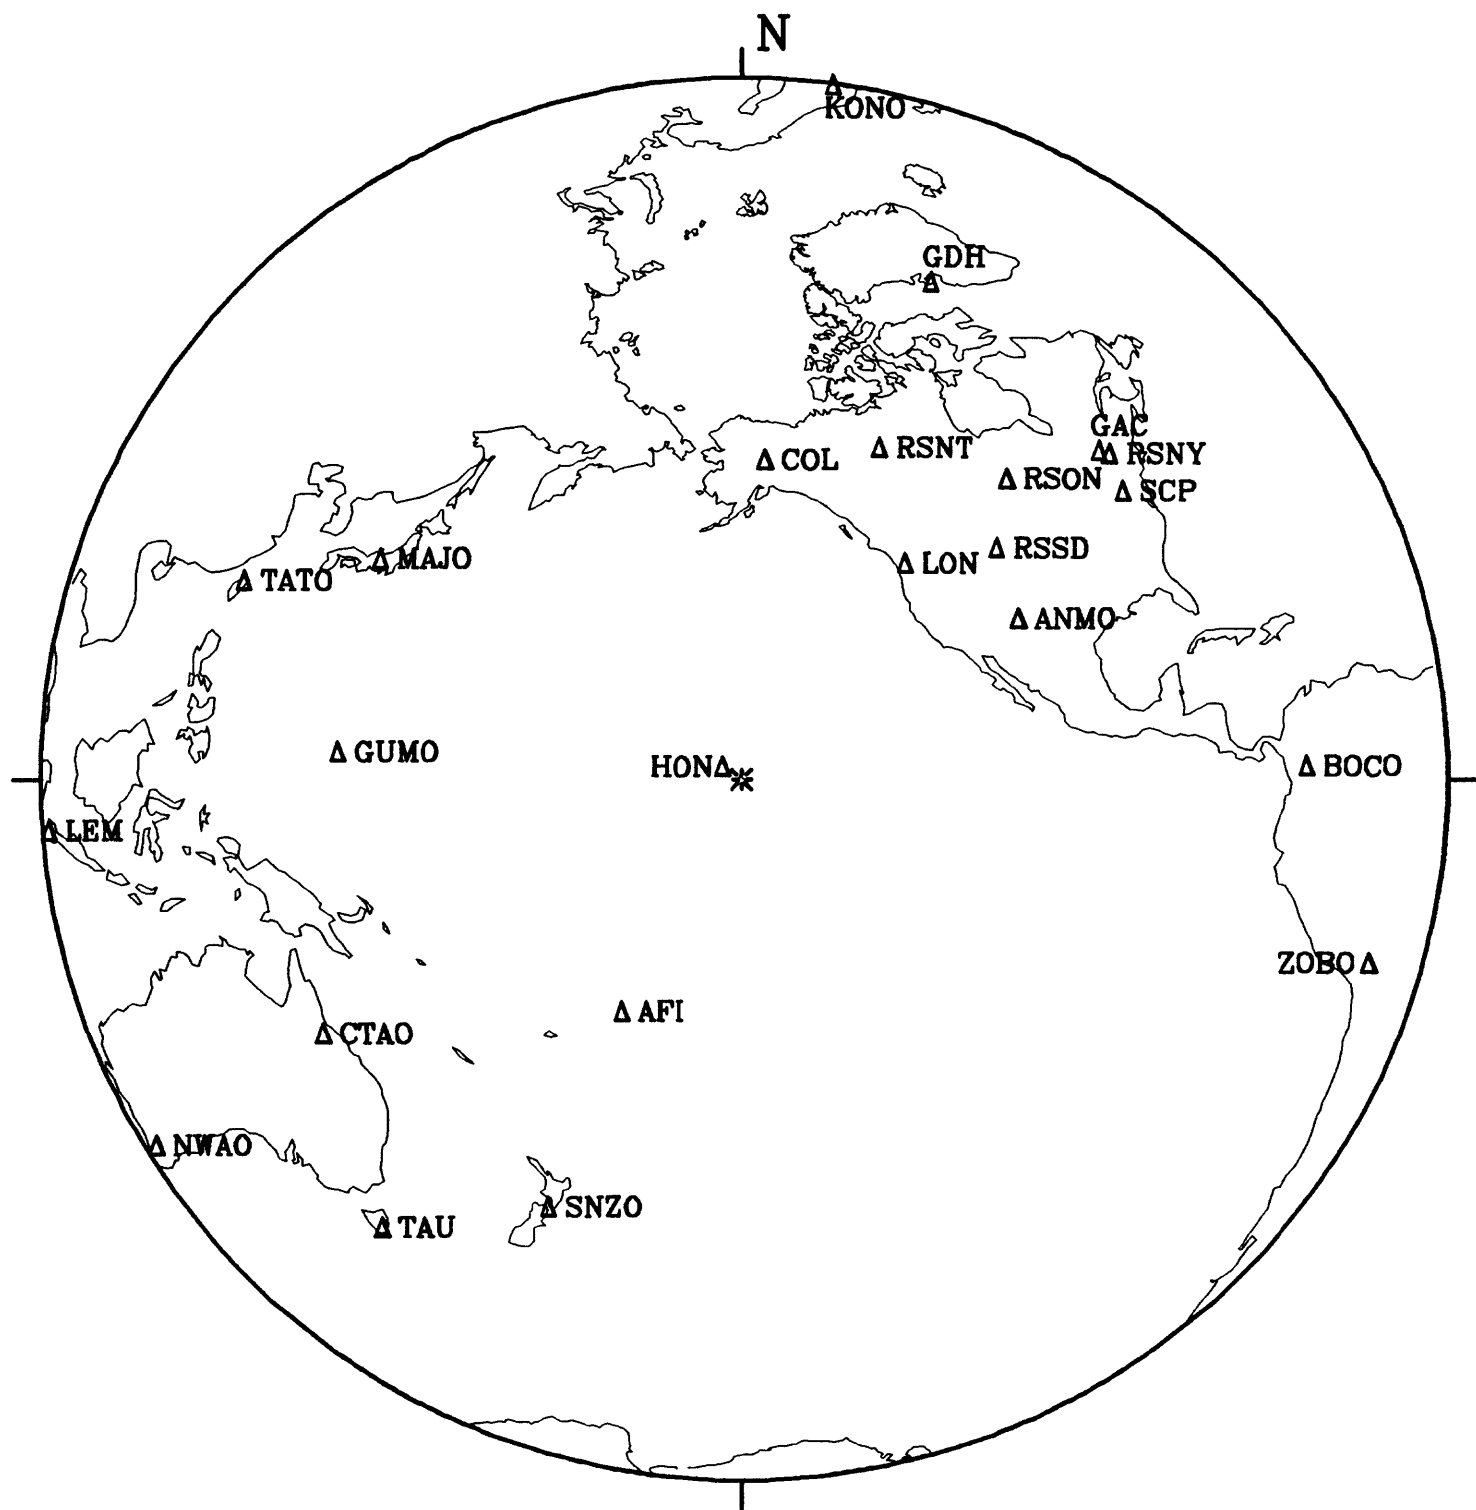 N
KONO
GDH
GAC
COL
RSNT
RSNY
RSON
SCP
MAJO
LON
RSSD
TATO
ANMO
GUMO
HON
BOCO
LEM
ZOBO
AFI
CTAO
NWAO
SNZO
TAU